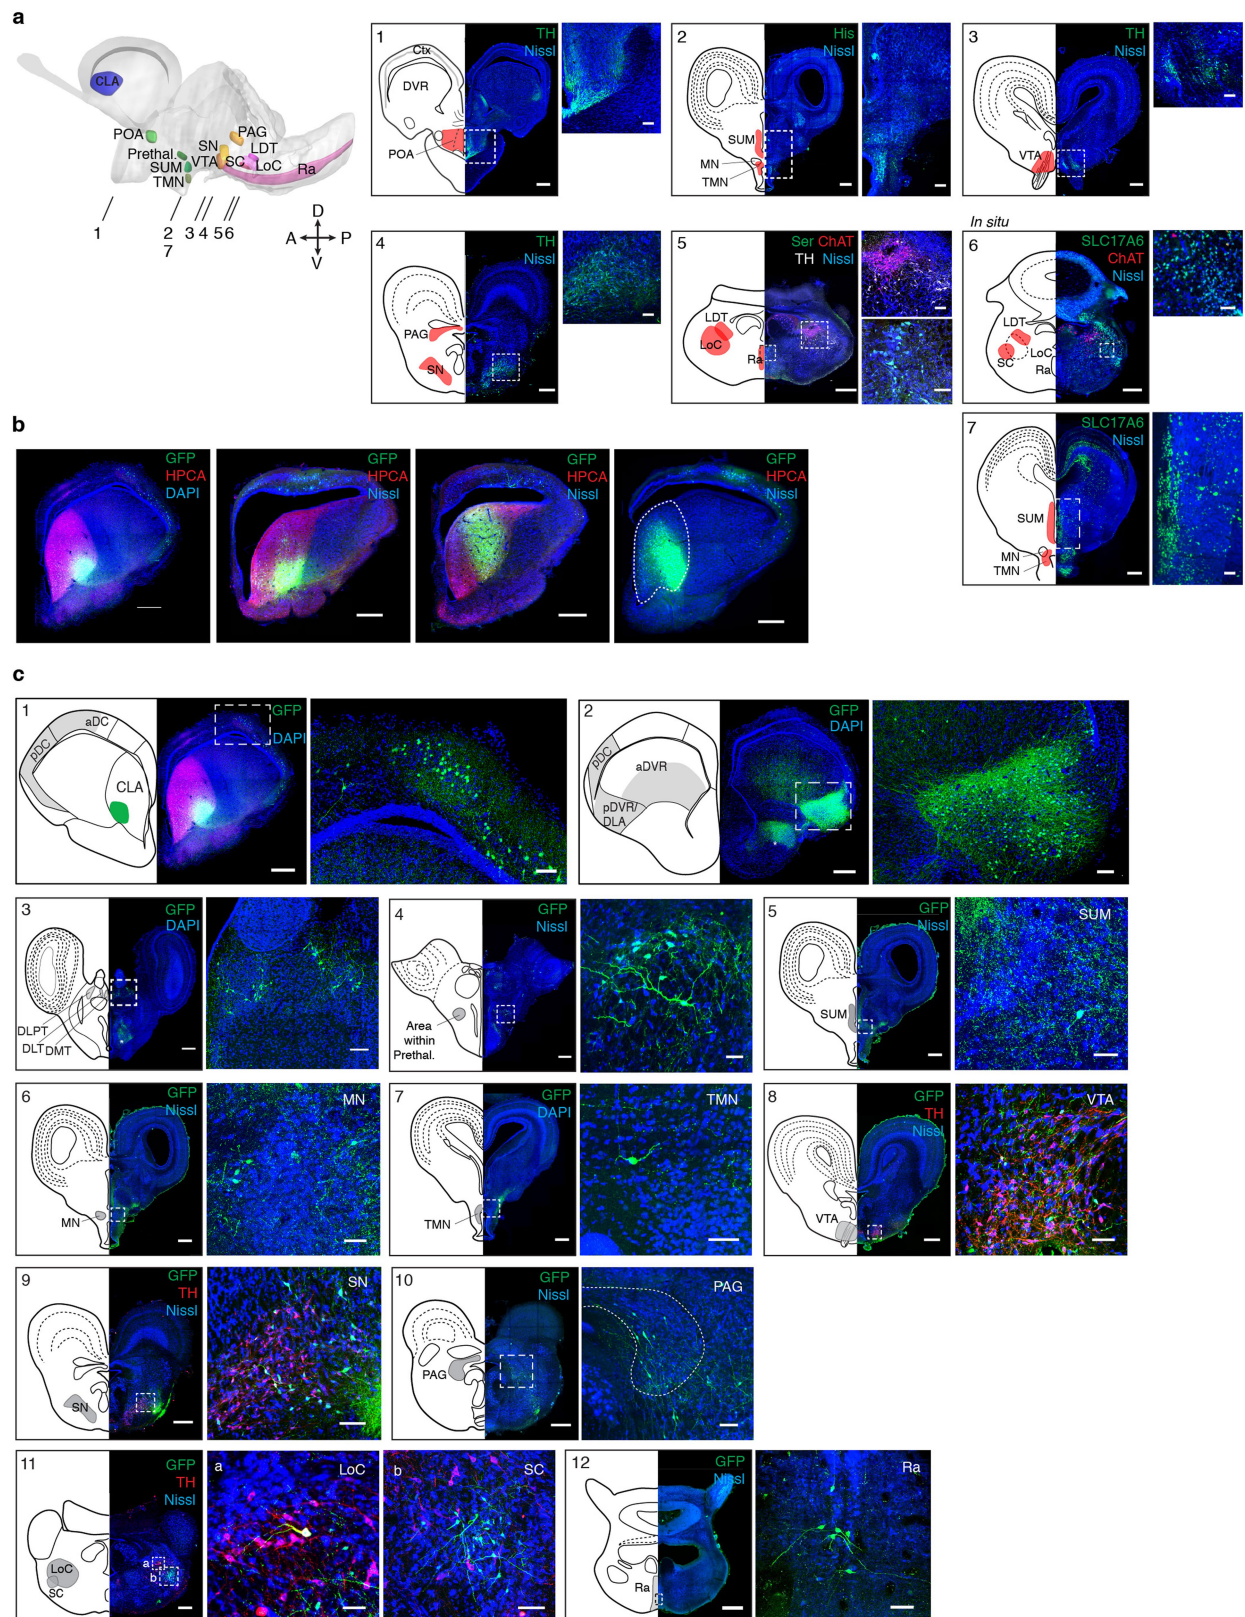 a
CLA
POA
Prethal.
SUM
TMN
SN
VTA
SC
PAG
LDT
LoC
Ra
1
2
7
3
4
5
6
D
A
P
V
1
TH
Nissl
Ctx
DVR
POA
2
His
Nissl
SUM
MN
TMN
3
TH
Nissl
VTA
4
TH
Nissl
PAG
SN
5
Ser ChAT
TH Nissl
LDT
LoC
Ra
In situ
6
SLC17A6
ChAT
Nissl
LDT
SC
LoC
Ra
7
SLC17A6
Nissl
SUM
MN
TMN
b
GFP
HPCA
DAPI
GFP
HPCA
Nissl
GFP
HPCA
Nissl
GFP
HPCA
Nissl
c
1
aDC
pDC
CLA
GFP
DAPI
2
pDC
aDVR
pDVR/
DLA
GFP
DAPI
3
GFP
DAPI
DLPT
DLT
DMT
4
GFP
Nissl
Area
within
Prethal.
5
GFP
Nissl
SUM
SUM
6
GFP
Nissl
MN
MN
7
GFP
DAPI
TMN
TMN
8
GFP
TH
Nissl
VTA
VTA
9
GFP
TH
Nissl
SN
SN
10
GFP
Nissl
PAG
PAG
11
GFP
TH
Nissl
LoC
SC
a
b
a
LoC
b
SC
12
GFP
Nissl
Ra
Ra